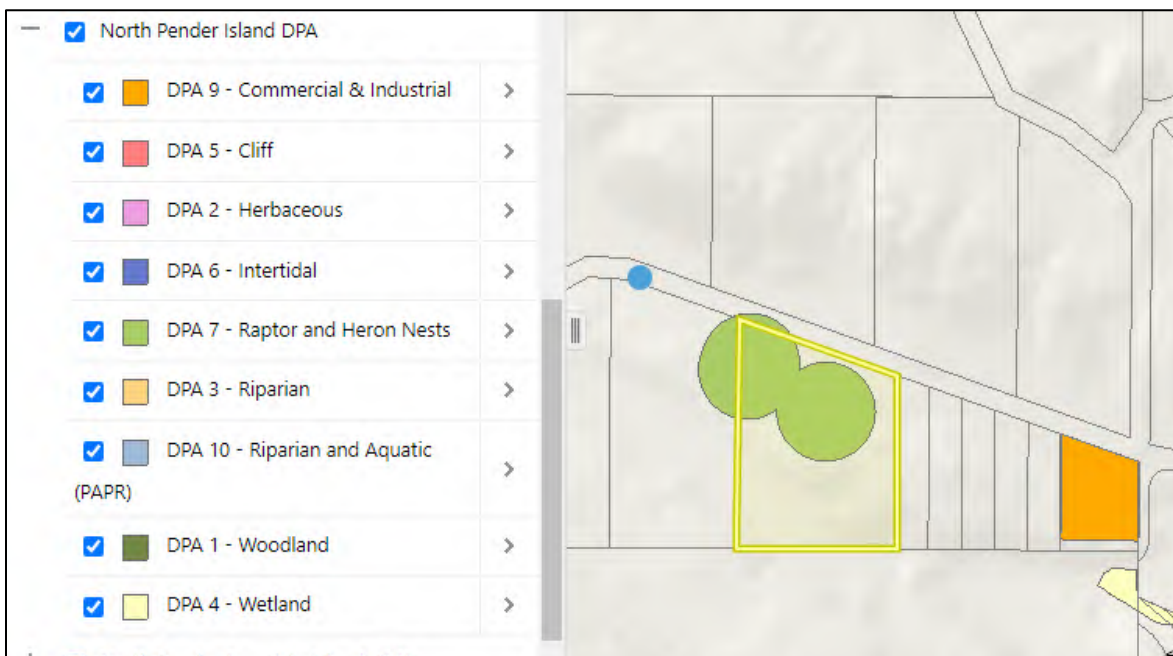 North Pender Island DPA
DPA 9 - Commercial & Industrial
DPA 5 - Cliff
DPA 2 - Herbaceous
DPA 6 - Intertidal
DPA 7 - Raptor and Heron Nests
DPA 3 - Riparian
DPA 10 - Riparian and Aquatic
(PAPR)
DPA 1 - Woodland
DPA 4 - Wetland